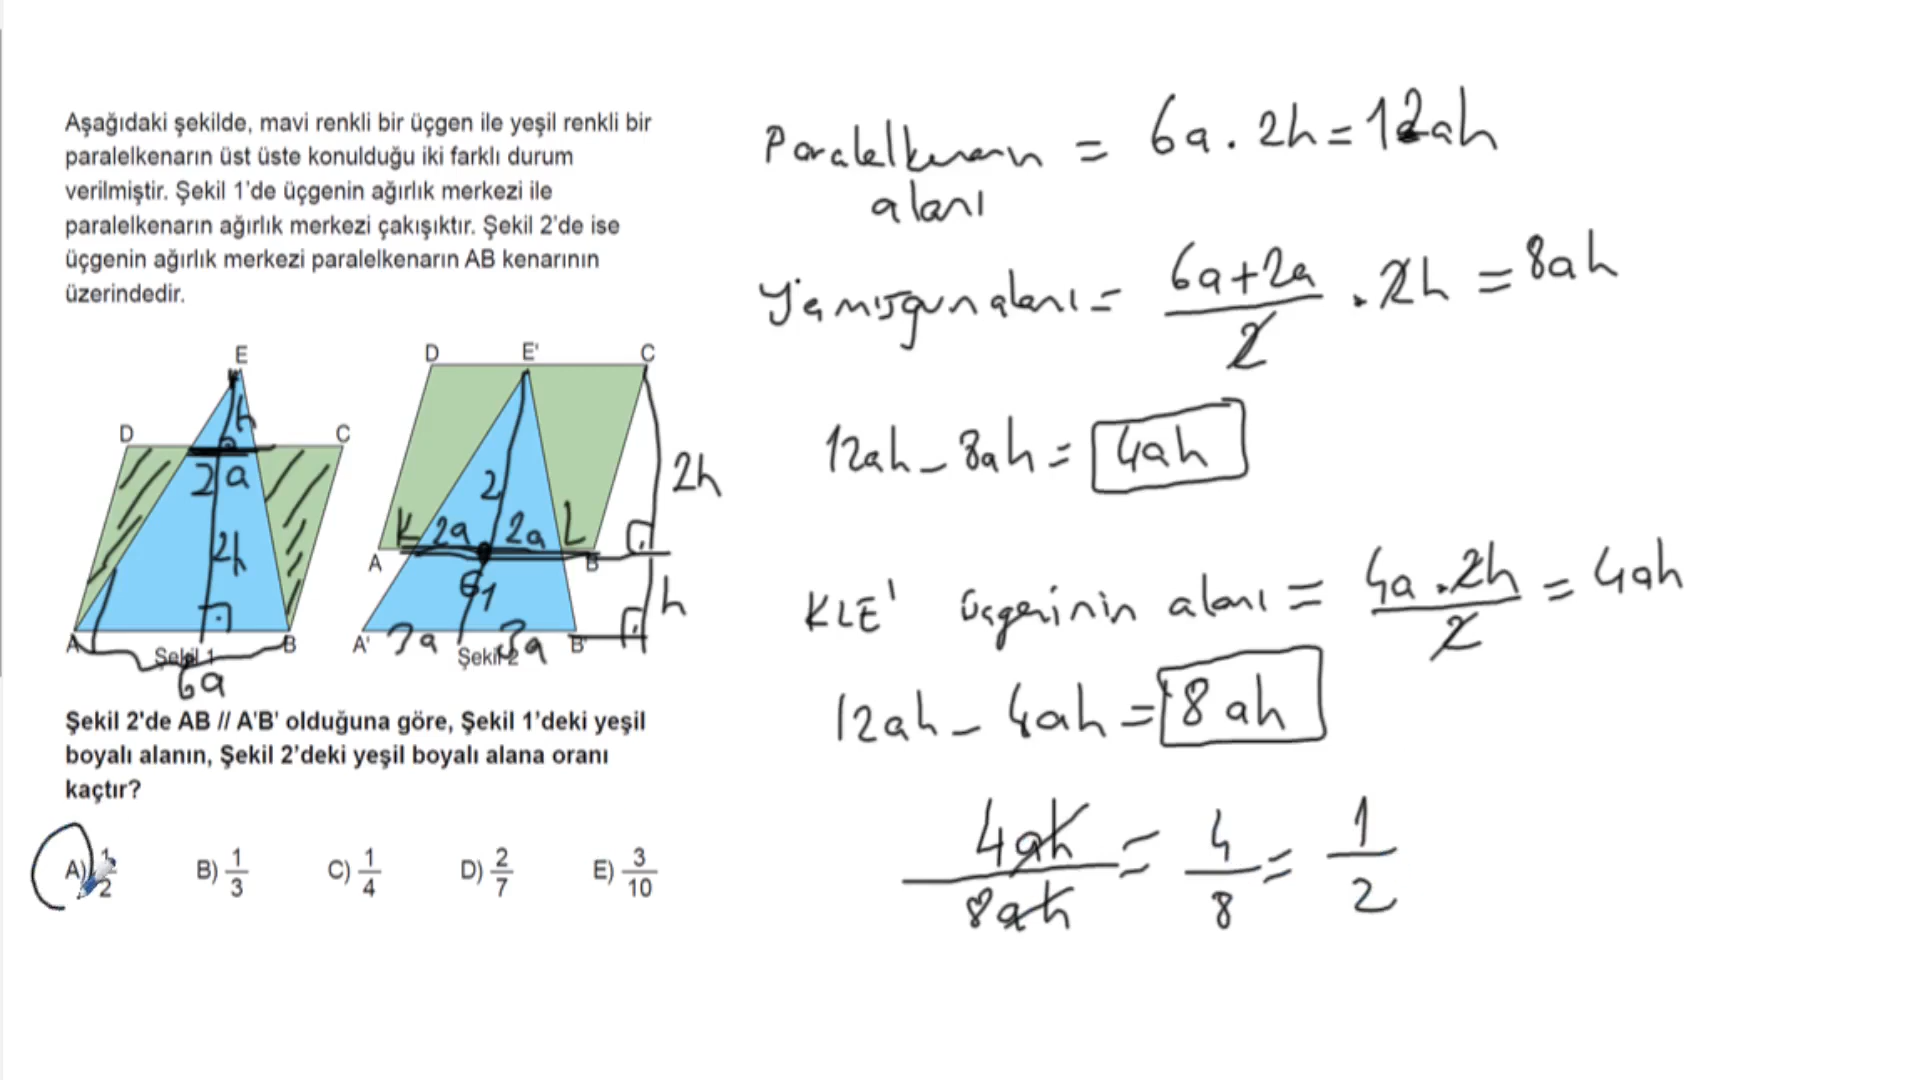 Aşağıdaki şekilde, mavi renkli bir üçgen ile yeşil renkli bir
paralelkenarın üst üste konulduğu iki farklı durum
verilmiştir. Şekil 1'de üçgenin ağırlık merkezi ile
paralelkenarın ağırlık merkezi çakışıktır. Şekil 2'de ise
üçgenin ağırlık merkezi paralelkenarın AB kenarının
üzerindedir.
E
D C
h
2a
2h
A B
Şekil 1
6a
D E' C
2
2h
K 2a 2a L
A B
G 1
h
A' 3a 3a B'
Şekil 2
Şekil 2'de AB // A'B' olduğuna göre, Şekil 1'deki yeşil
boyalı alanın, Şekil 2'deki yeşil boyalı alana oranı
kaçtır?
A) 1/2 B) 1/3 C) 1/4 D) 2/7 E) 3/10
Paralelkenarın = 6a . 2h = 12ah
alanı
Yamuğun alanı = (6a+2a)/2 . 2h = 8ah
12ah - 8ah = 4ah
KLE' üçgeninin alanı = (4a . 2h)/2 = 4ah
12ah - 4ah = 8ah
4ah/8ah = 4/8 = 1/2